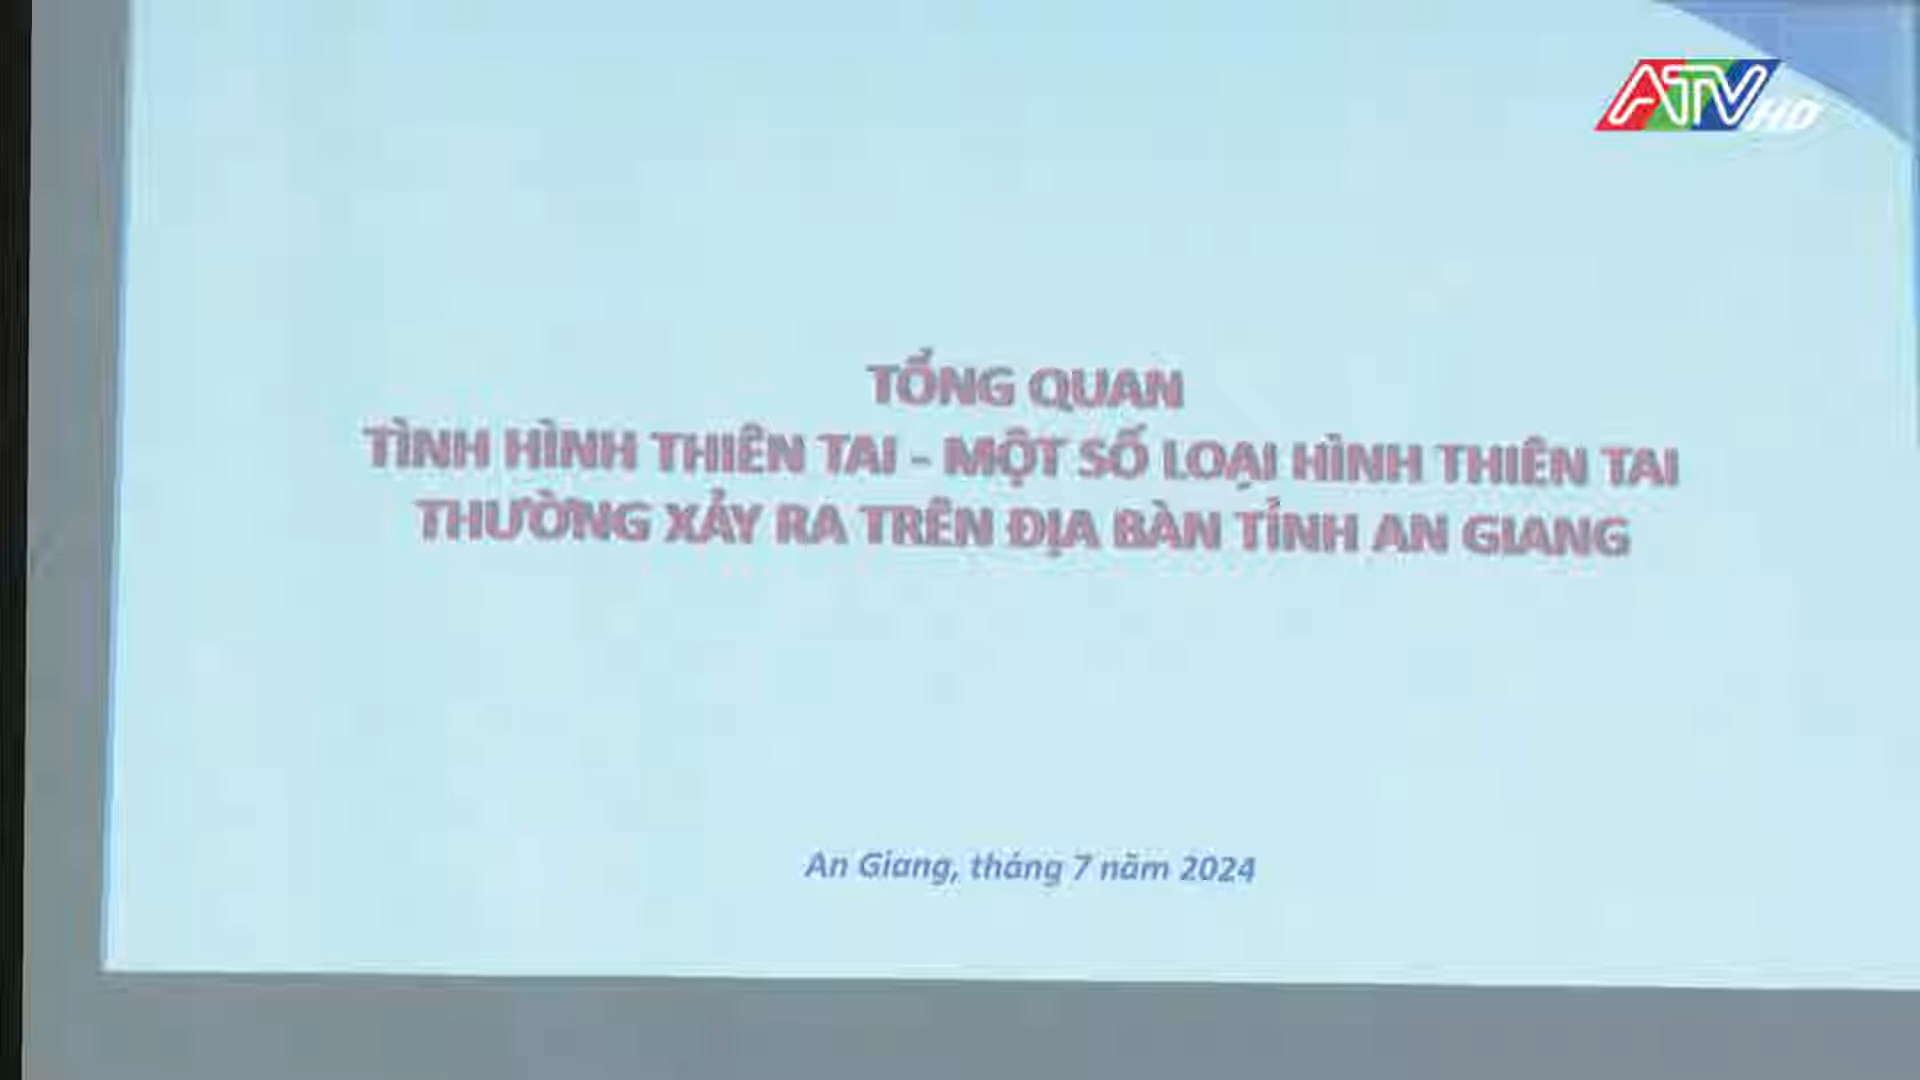 ATV HD
TỔNG QUAN
TÌNH HÌNH THIÊN TAI - MỘT SỐ LOẠI HÌNH THIÊN TAI
THƯỜNG XẢY RA TRÊN ĐỊA BÀN TỈNH AN GIANG
An Giang, tháng 7 năm 2024